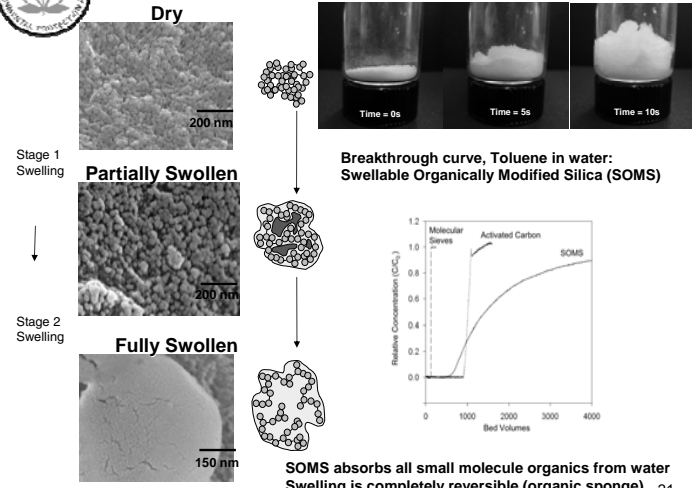 Dry
200 nm
Stage 1
Swelling
Partially Swollen
200 nm
Stage 2
Swelling
Fully Swollen
150 nm
Time = 0s
Time = 5s
Time = 10s
Breakthrough curve, Toluene in water:
Swellable Organically Modified Silica (SOMS)
1.2
1.0
0.8
0.6
0.4
0.2
0.0
Relative Concentration (C/C₀)
Molecular
Sieves
Activated Carbon
SOMS
0
1000
2000
3000
4000
Bed Volumes
SOMS absorbs all small molecule organics from water
Swelling is completely reversible (organic sponge)
21